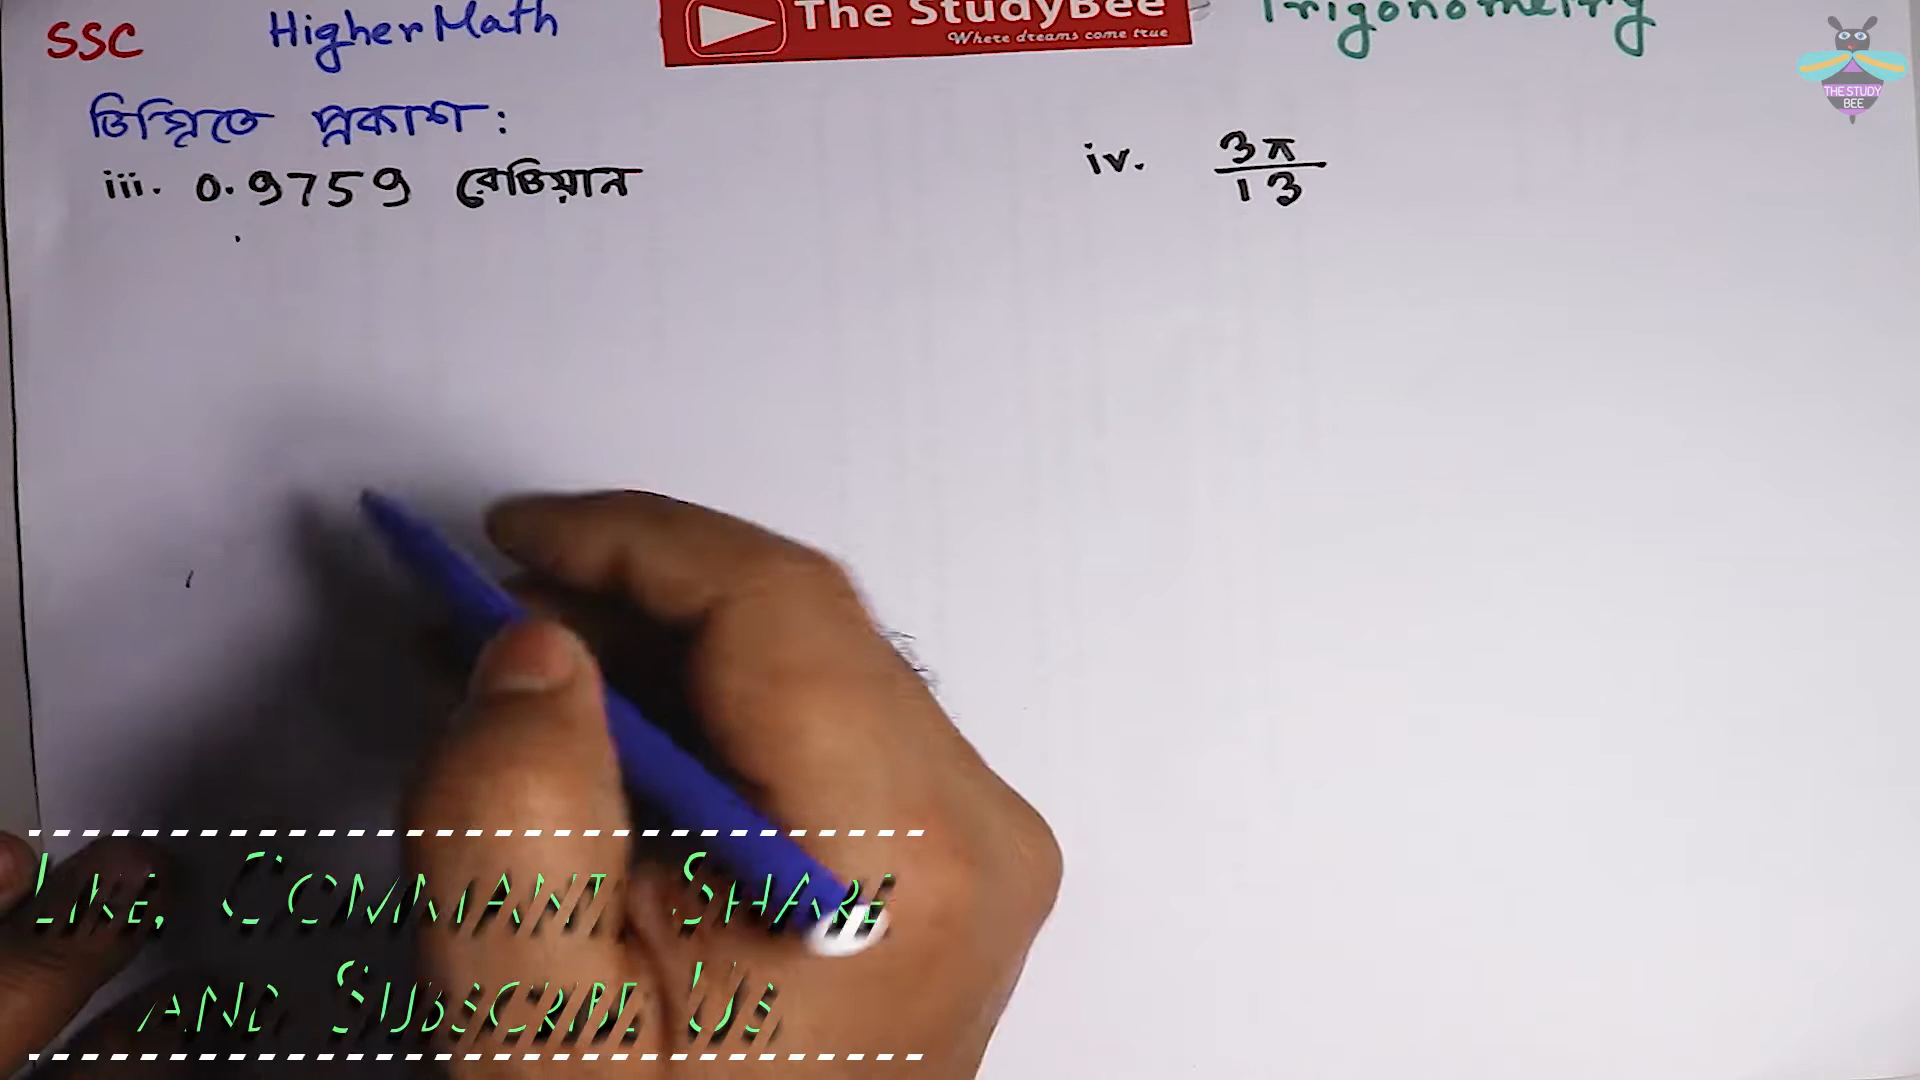 SSC Higher Math The StudyBee Trigonometry
Where dreams come true
THE STUDY
BEE
ডিগ্রিতে প্রকাশ:
iii. 0.9759 রেডিয়ান
iv. 3π/13
LIKE, COMMANT, SHARE
AND SUBSCRIBE US